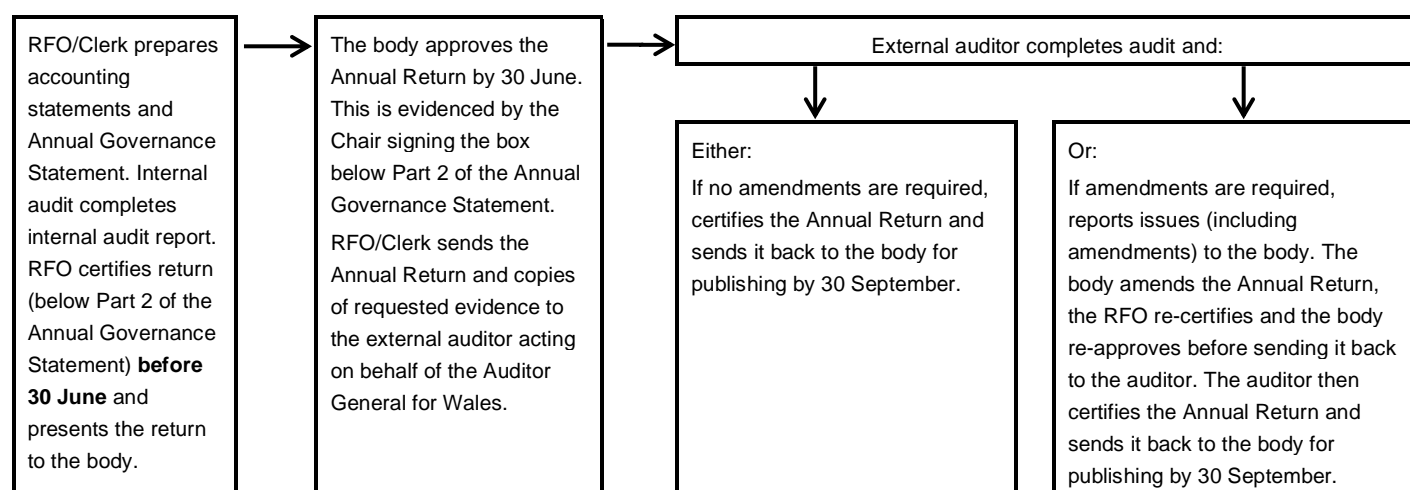 RFO/Clerk prepares
accounting
statements and
Annual Governance
Statement. Internal
audit completes
internal audit report.
RFO certifies return
(below Part 2 of the
Annual Governance
Statement) before
30 June and
presents the return
to the body.
The body approves the
Annual Return by 30 June.
This is evidenced by the
Chair signing the box
below Part 2 of the Annual
Governance Statement.
RFO/Clerk sends the
Annual Return and copies
of requested evidence to
the external auditor acting
on behalf of the Auditor
General for Wales.
External auditor completes audit and:
Either:
If no amendments are required,
certifies the Annual Return and
sends it back to the body for
publishing by 30 September.
Or:
If amendments are required,
reports issues (including
amendments) to the body. The
body amends the Annual Return,
the RFO re-certifies and the body
re-approves before sending it back
to the auditor. The auditor then
certifies the Annual Return and
sends it back to the body for
publishing by 30 September.